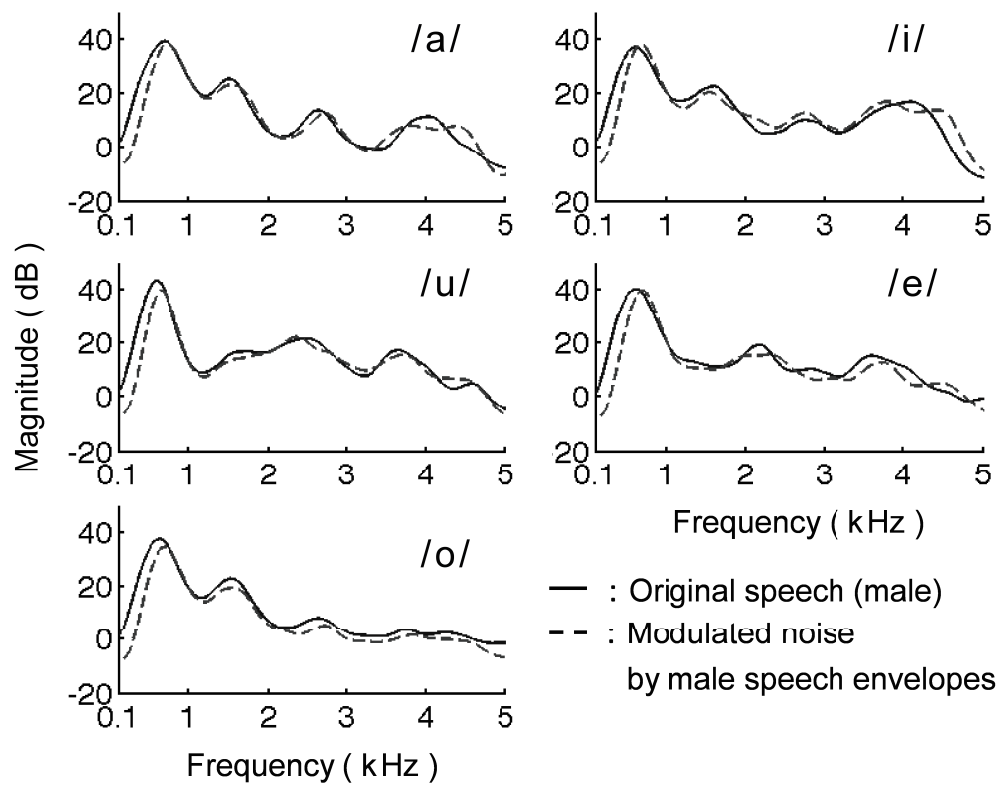 /a/
40
20
0
-20
0.1 1 2 3 4 5
/i/
40
20
0
-20
0.1 1 2 3 4 5
Magnitude ( dB )
/u/
40
20
0
-20
0.1 1 2 3 4 5
/e/
40
20
0
-20
0.1 1 2 3 4 5
Frequency ( kHz )
/o/
40
20
0
-20
0.1 1 2 3 4 5
Frequency ( kHz )
: Original speech (male)
: Modulated noise
by male speech envelopes